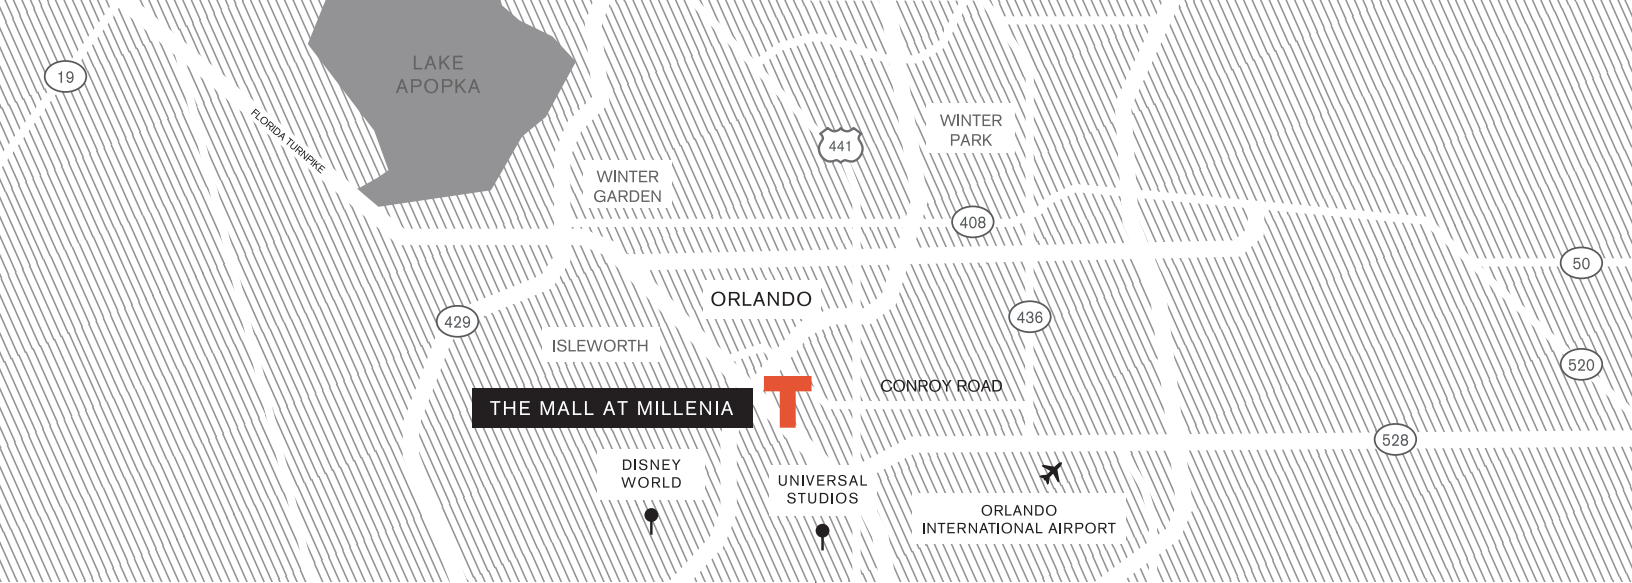 LAKE
APOPKA
19
FLORIDA TURNPIKE
WINTER
PARK
441
WINTER
GARDEN
408
50
ORLANDO
429
436
ISLEWORTH
520
CONROY ROAD
T
THE MALL AT MILLENIA
528
DISNEY
WORLD
UNIVERSAL
STUDIOS
ORLANDO
INTERNATIONAL AIRPORT